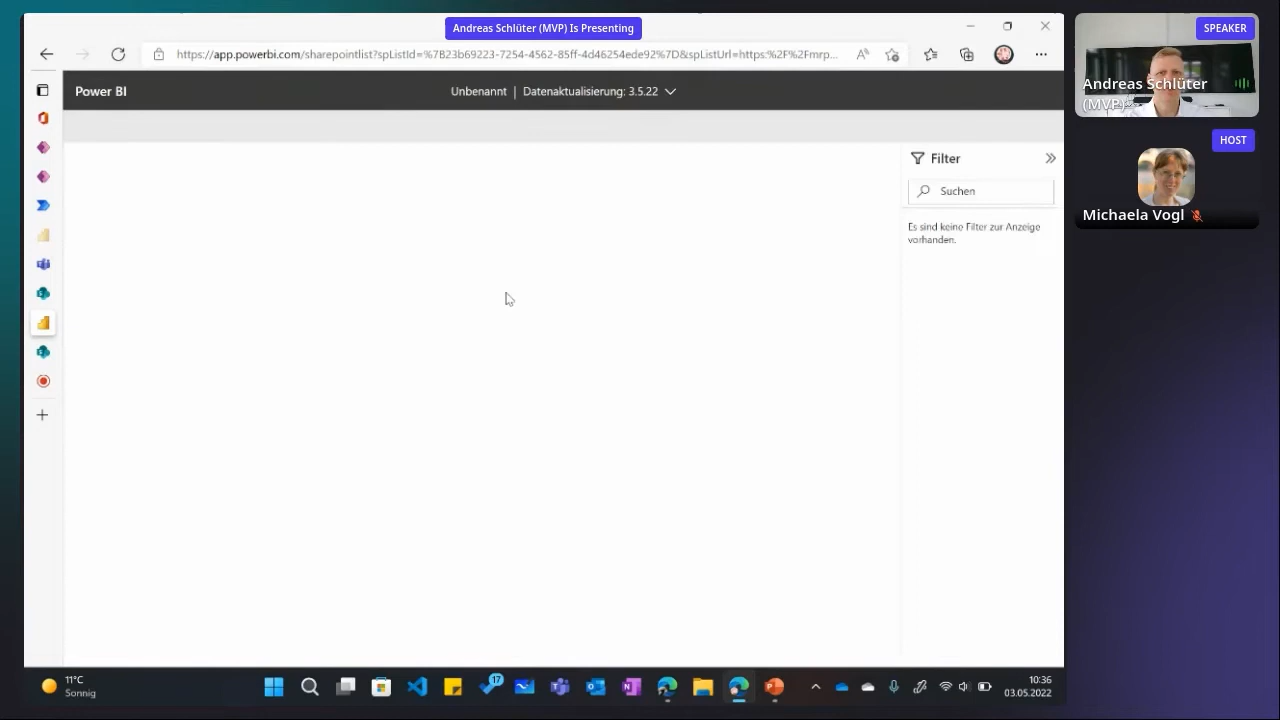 Andreas Schlüter (MVP) Is Presenting
https://app.powerbi.com/sharepointlist?spListId=%7B23b69223-7254-4562-85ff-4d46254ede92%7D&spListUrl=https:%2F%2Fmrp...
Power BI
Unbenannt | Datenaktualisierung: 3.5.22
Filter
Suchen
Es sind keine Filter zur Anzeige
vorhanden.
SPEAKER
Andreas Schlüter
(MVP)
HOST
Michaela Vogl
11°C
Sonnig
17
10:36
03.05.2022